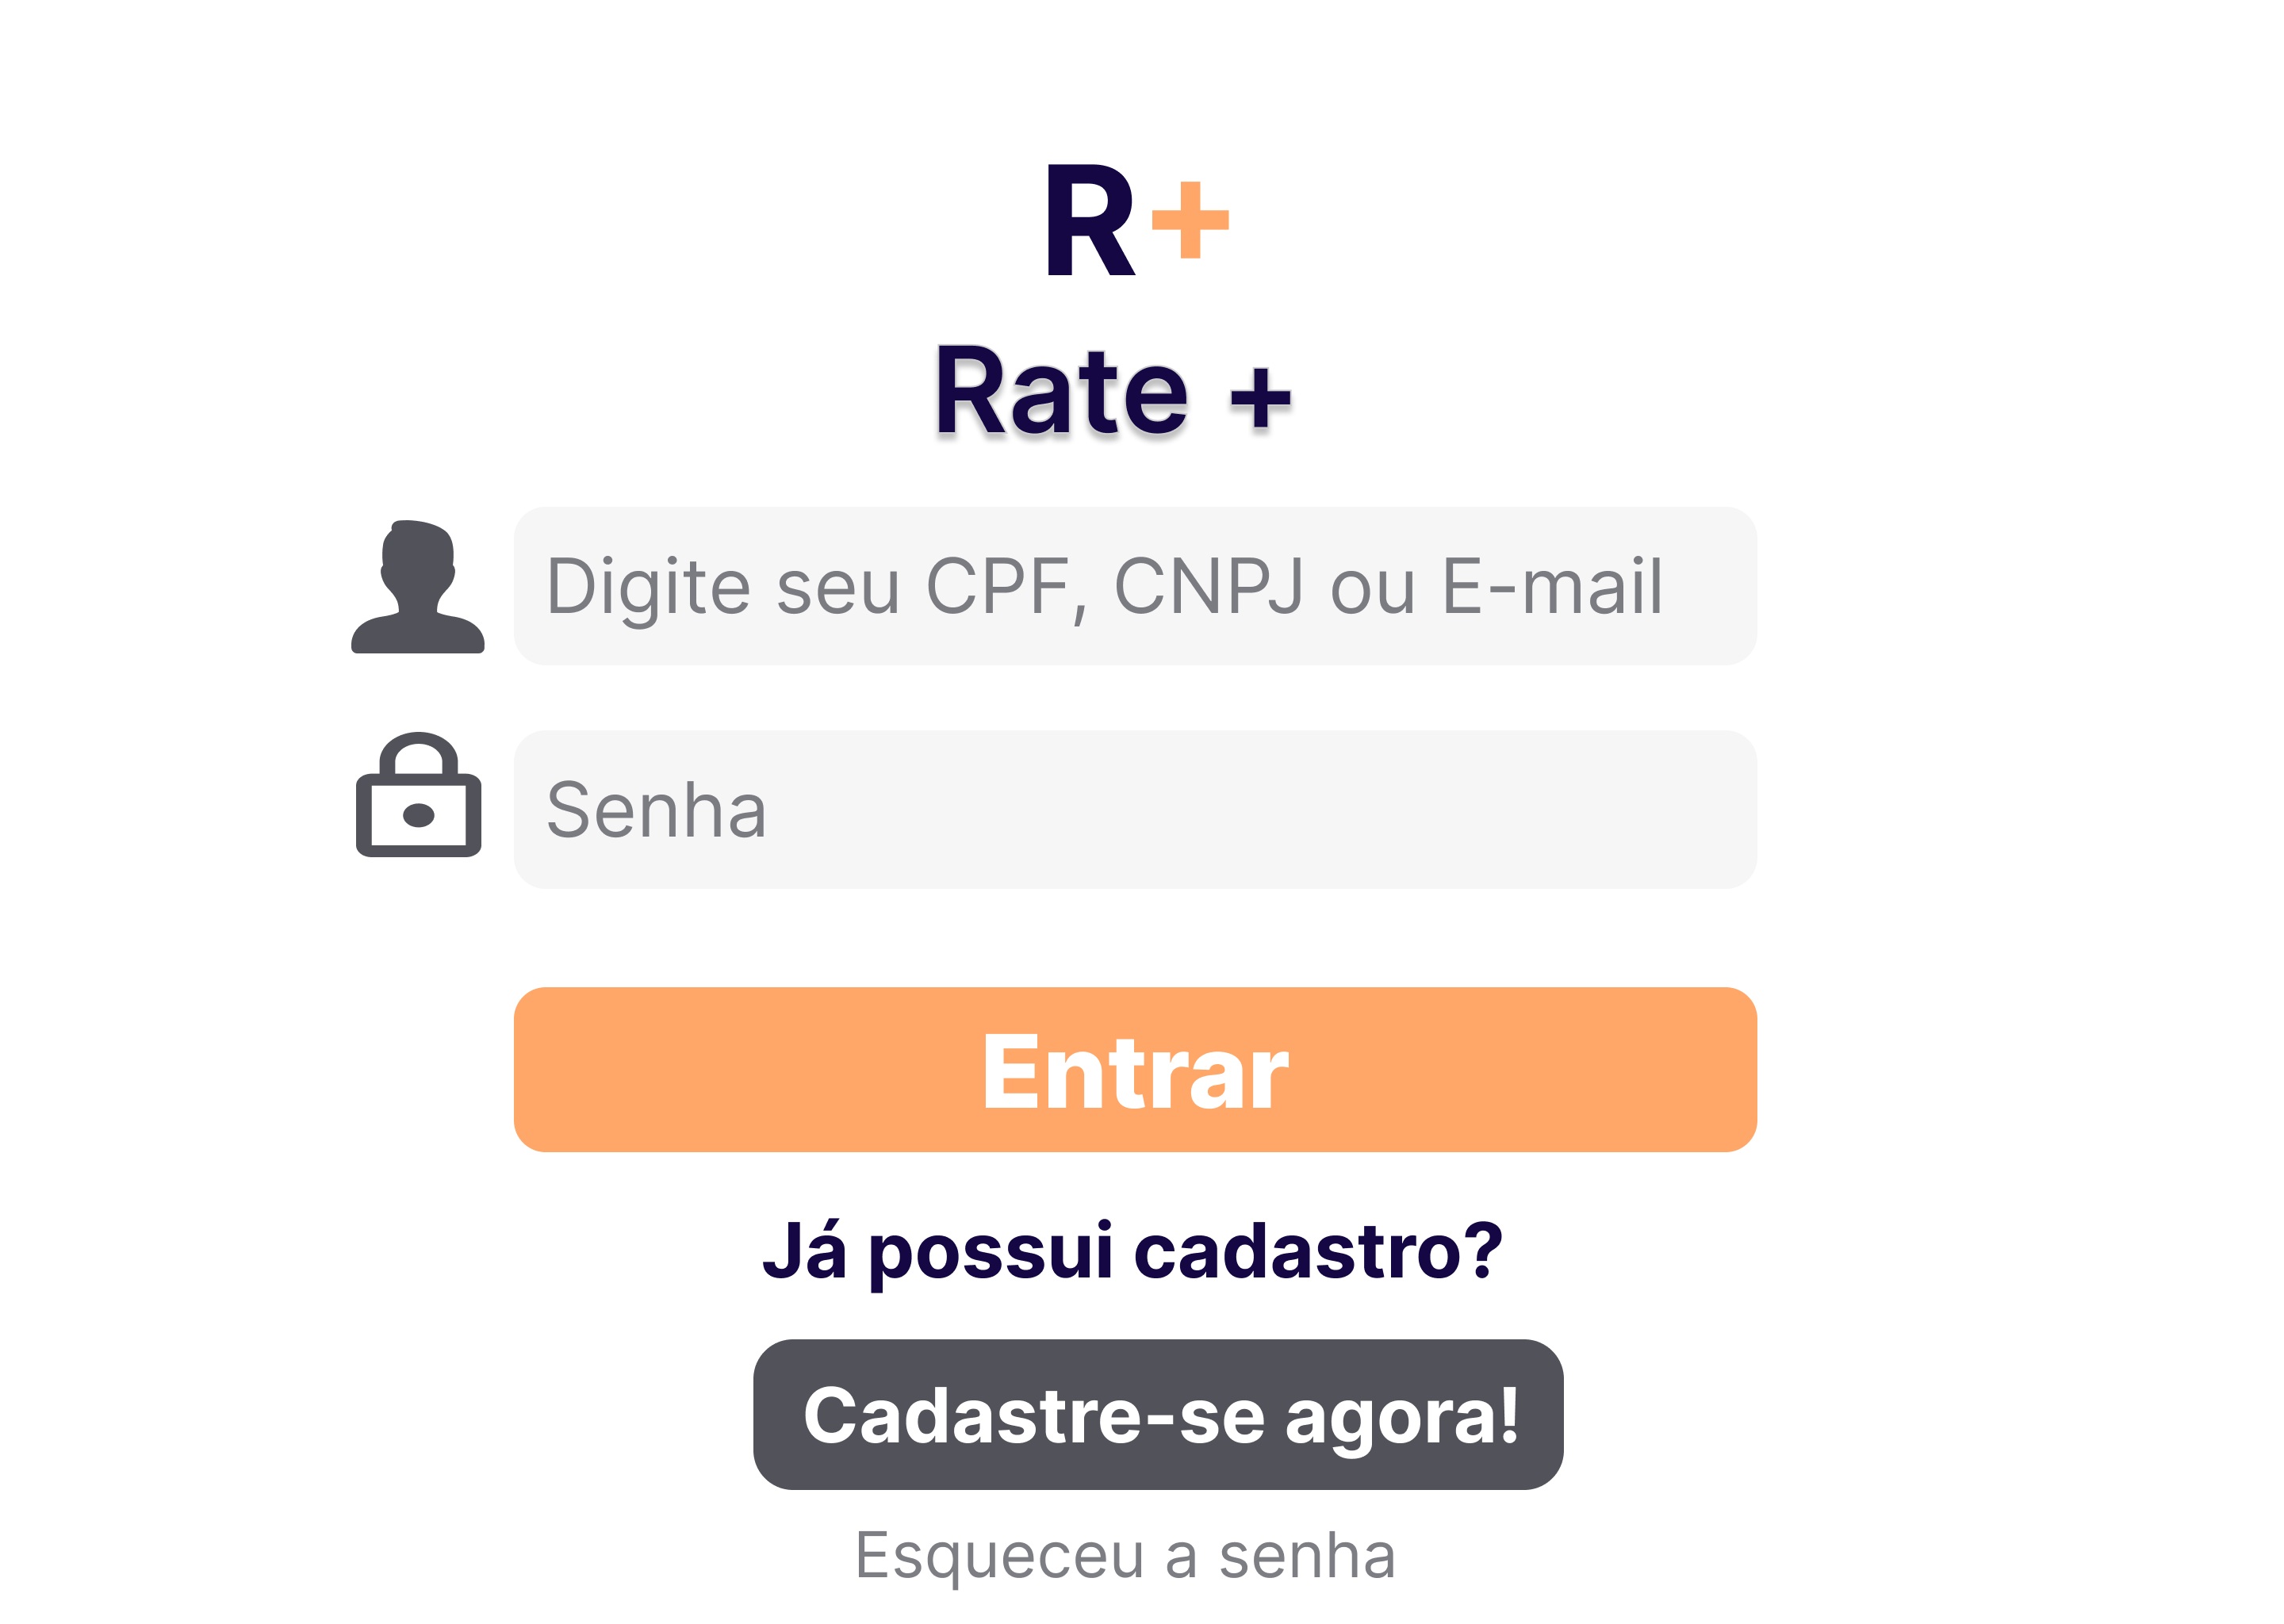 R+
Rate +
Digite seu CPF, CNPJ ou E-mail
Senha
Entrar
Já possui cadastro?
Cadastre-se agora!
Esqueceu a senha